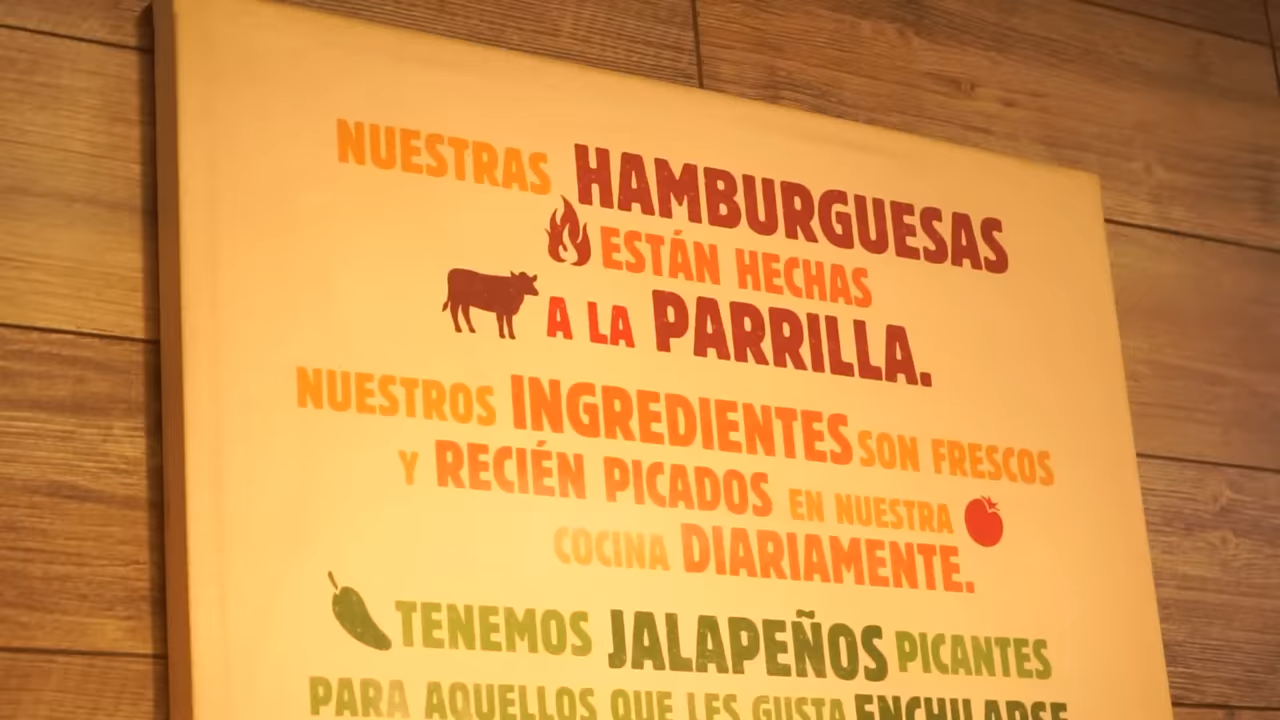 NUESTRAS HAMBURGUESAS
ESTÁN HECHAS
A LA PARRILLA.
NUESTROS INGREDIENTES SON FRESCOS
Y RECIÉN PICADOS EN NUESTRA
COCINA DIARIAMENTE.
TENEMOS JALAPEÑOS PICANTES
PARA AQUELLOS QUE LES GUSTA ENCHILARSE